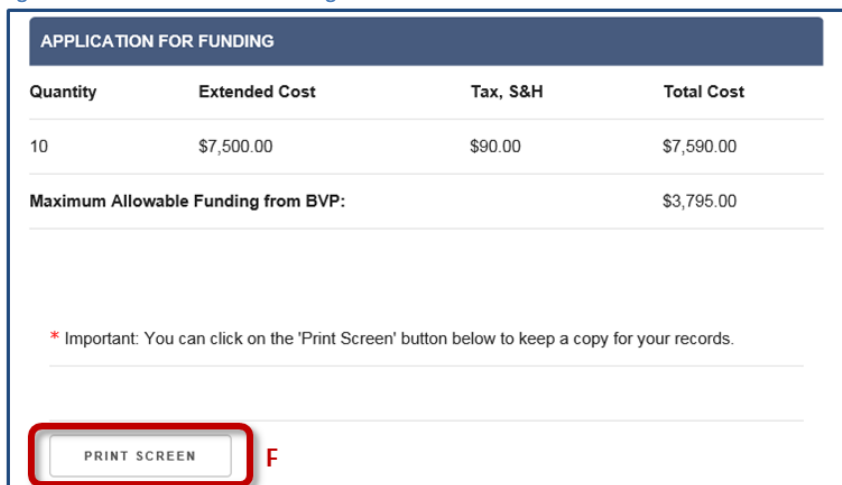 APPLICATION FOR FUNDING
Quantity Extended Cost Tax, S&H Total Cost
10 $7,500.00 $90.00 $7,590.00
Maximum Allowable Funding from BVP: $3,795.00
* Important: You can click on the 'Print Screen' button below to keep a copy for your records.
PRINT SCREEN F